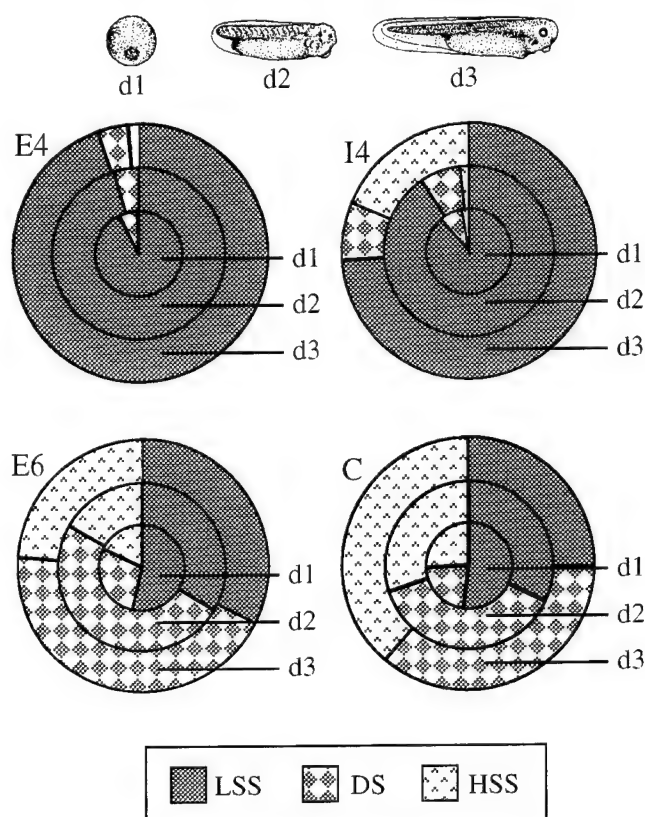 d1 d2 d3
E4 I4
d1 d1
d2 d2
d3 d3
E6 C
d1 d1
d2 d2
d3 d3
LSS DS HSS